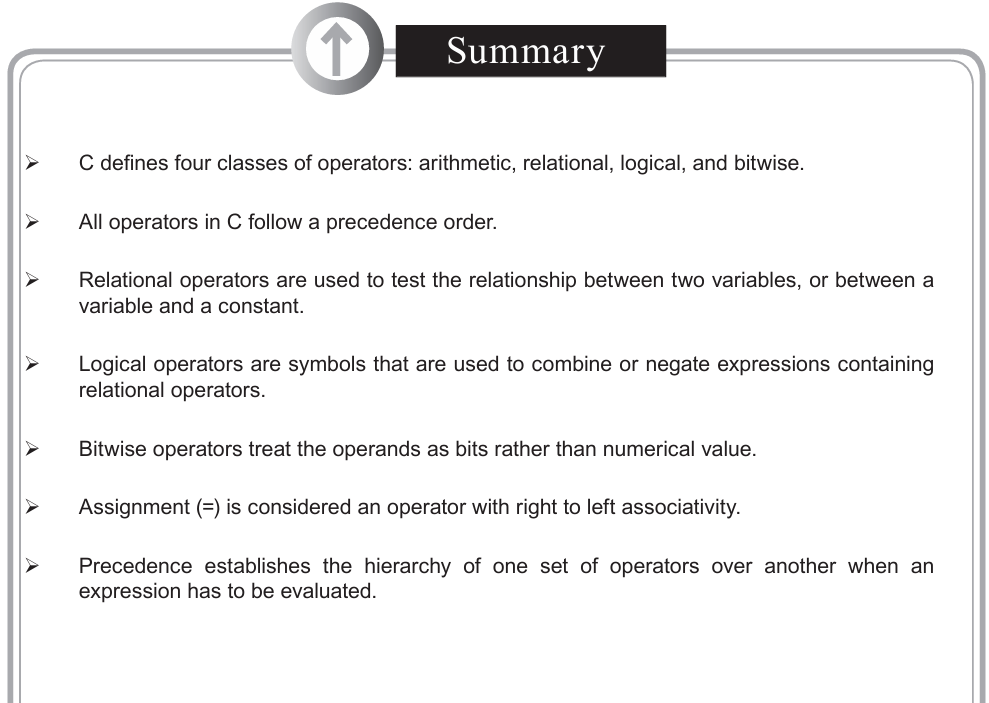 Summary
➢ C defines four classes of operators: arithmetic, relational, logical, and bitwise.
➢ All operators in C follow a precedence order.
➢ Relational operators are used to test the relationship between two variables, or between a
variable and a constant.
➢ Logical operators are symbols that are used to combine or negate expressions containing
relational operators.
➢ Bitwise operators treat the operands as bits rather than numerical value.
➢ Assignment (=) is considered an operator with right to left associativity.
➢ Precedence establishes the hierarchy of one set of operators over another when an
expression has to be evaluated.